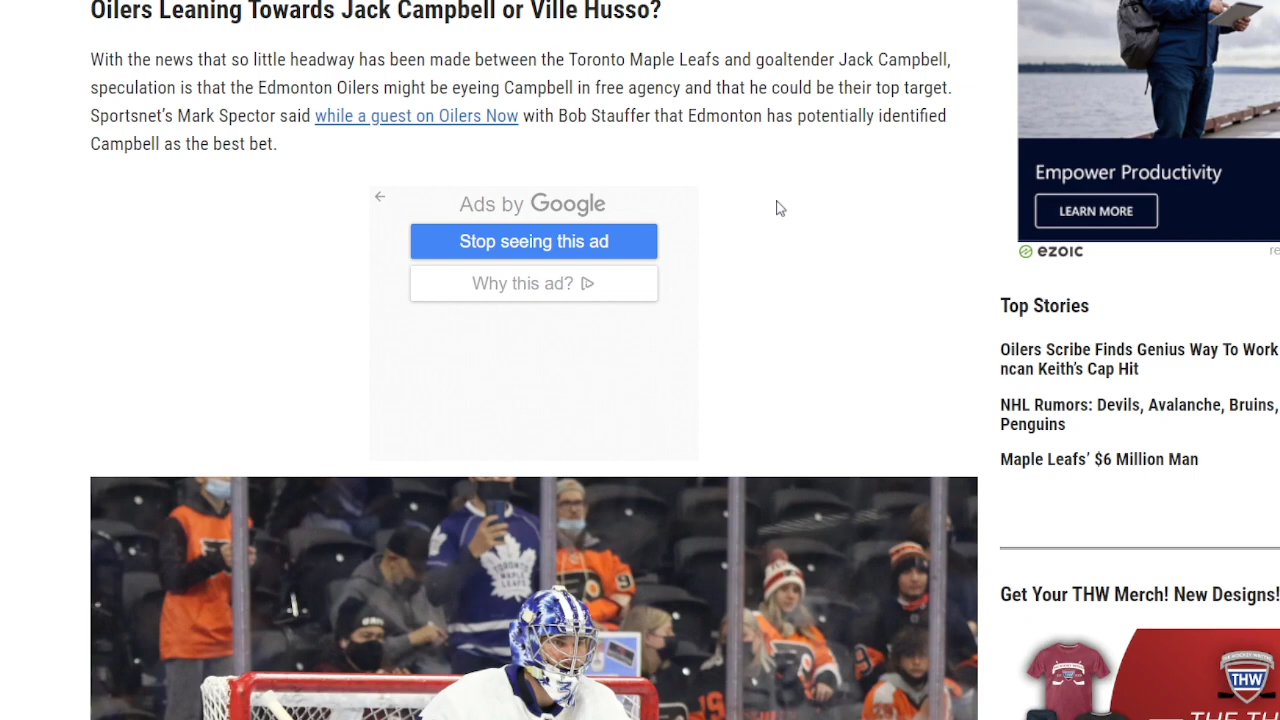 Oilers Leaning Towards Jack Campbell or Ville Husso?
With the news that so little headway has been made between the Toronto Maple Leafs and goaltender Jack Campbell,
speculation is that the Edmonton Oilers might be eyeing Campbell in free agency and that he could be their top target.
Sportsnet’s Mark Spector said while a guest on Oilers Now with Bob Stauffer that Edmonton has potentially identified
Campbell as the best bet.
Ads by Google
Stop seeing this ad
Why this ad?
TORONTO
MAPLE
LEAFS
Empower Productivity
LEARN MORE
ezoic
re
Top Stories
Oilers Scribe Finds Genius Way To Work
ncan Keith’s Cap Hit
NHL Rumors: Devils, Avalanche, Bruins,
Penguins
Maple Leafs’ $6 Million Man
Get Your THW Merch! New Designs!
THW
THE TH